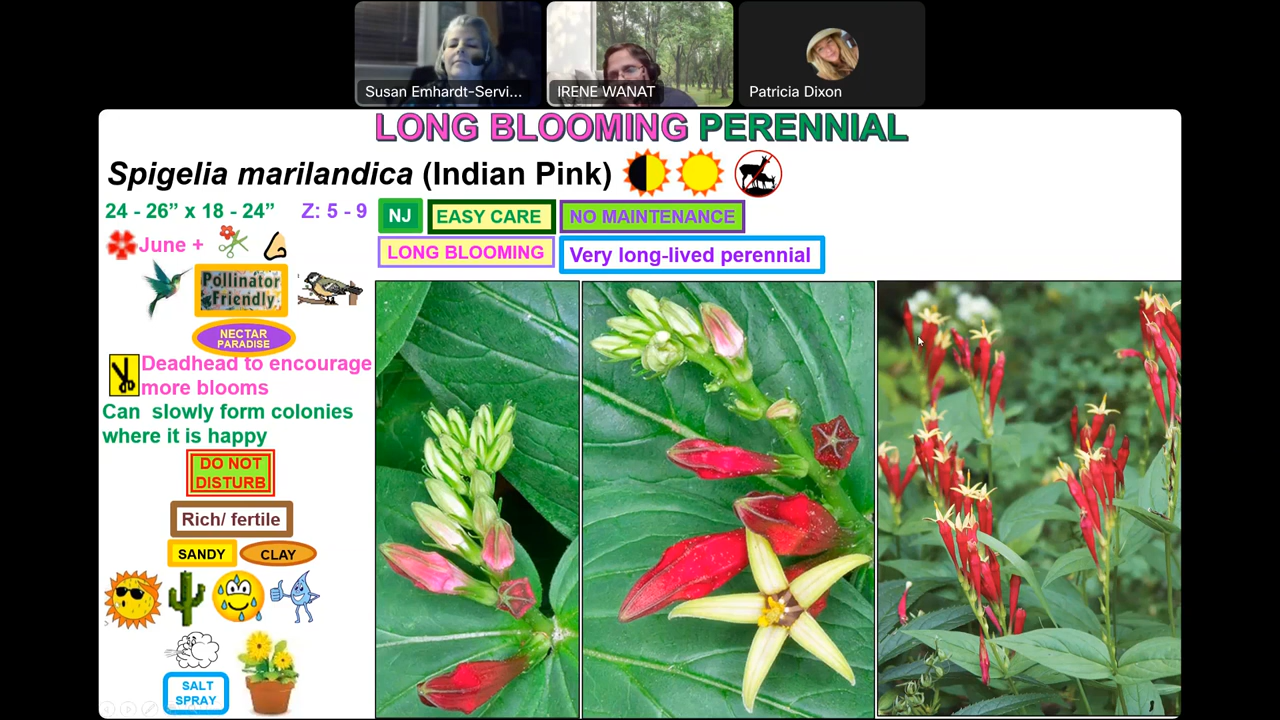 Susan Emhardt-Servi...
IRENE WANAT
Patricia Dixon
LONG BLOOMING PERENNIAL
Spigelia marilandica (Indian Pink)
24 - 26” x 18 - 24”
Z: 5 - 9
NJ
EASY CARE
NO MAINTENANCE
June +
LONG BLOOMING
Very long-lived perennial
Pollinator
Friendly
NECTAR
PARADISE
Deadhead to encourage
more blooms
Can  slowly form colonies
where it is happy
DO NOT
DISTURB
Rich/ fertile
SANDY
CLAY
SALT
SPRAY